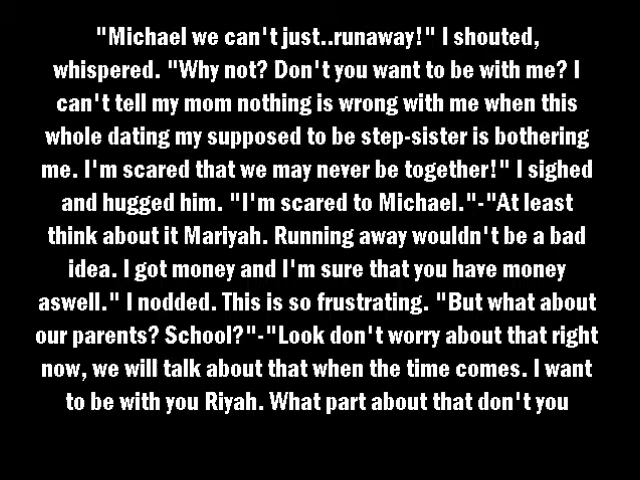 "Michael we can't just..runaway!" I shouted,
whispered. "Why not? Don't you want to be with me? I
can't tell my mom nothing is wrong with me when this
whole dating my supposed to be step-sister is bothering
me. I'm scared that we may never be together!" I sighed
and hugged him. "I'm scared to Michael."-"At least
think about it Mariyah. Running away wouldn't be a bad
idea. I got money and I'm sure that you have money
aswell." I nodded. This is so frustrating. "But what about
our parents? School?"-"Look don't worry about that right
now, we will talk about that when the time comes. I want
to be with you Riyah. What part about that don't you